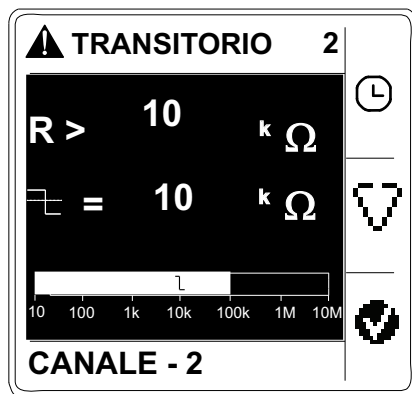 TRANSITORIO 2
R > 10 k Ω
= 10 k Ω
10 100 1k 10k 100k 1M 10M
CANALE - 2